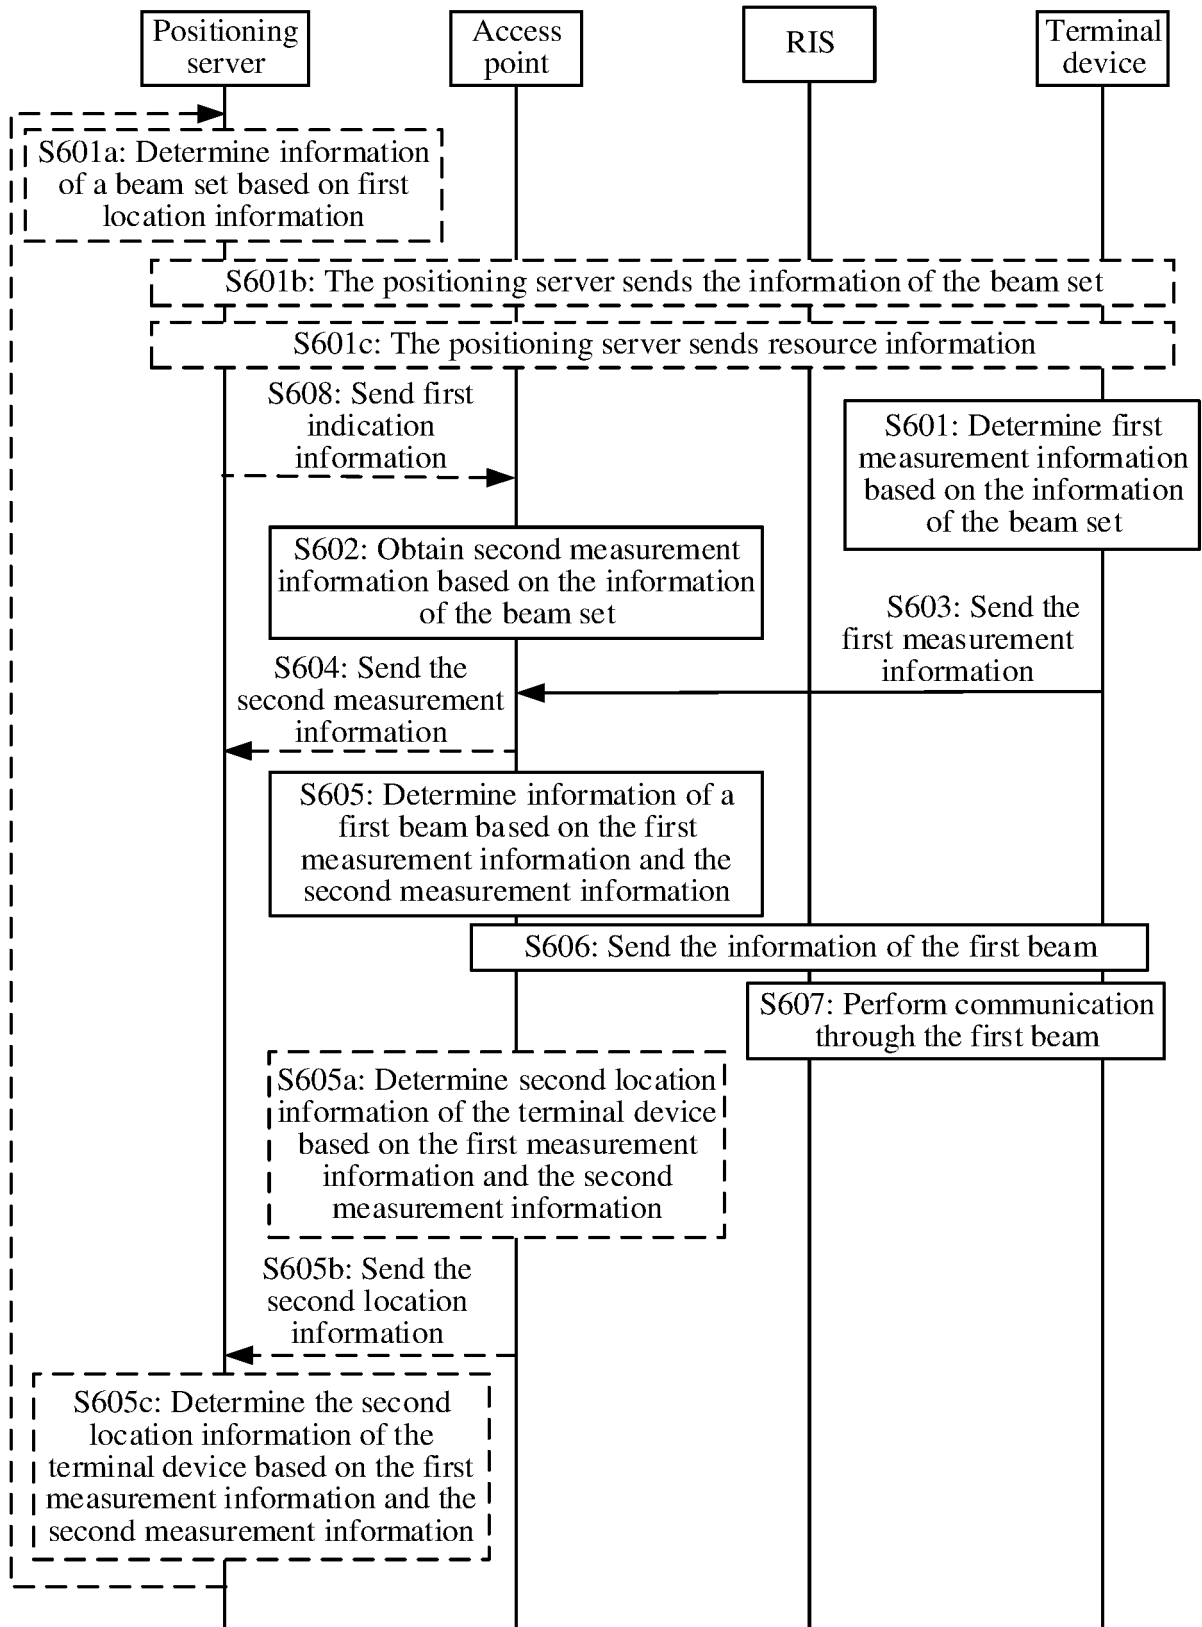 Positioning
server
Access
point
RIS
Terminal
device
S601a: Determine information
of a beam set based on first
location information
S601b: The positioning server sends the information of the beam set
S601c: The positioning server sends resource information
S608: Send first
indication
information
S601: Determine first
measurement information
based on the information
of the beam set
S602: Obtain second measurement
information based on the information
of the beam set
S603: Send the
first measurement
information
S604: Send the
second measurement
information
S605: Determine information of a
first beam based on the first
measurement information and the
second measurement information
S606: Send the information of the first beam
S607: Perform communication
through the first beam
S605a: Determine second location
information of the terminal device
based on the first measurement
information and the second
measurement information
S605b: Send the
second location
information
S605c: Determine the second
location information of the
terminal device based on the first
measurement information and the
second measurement information